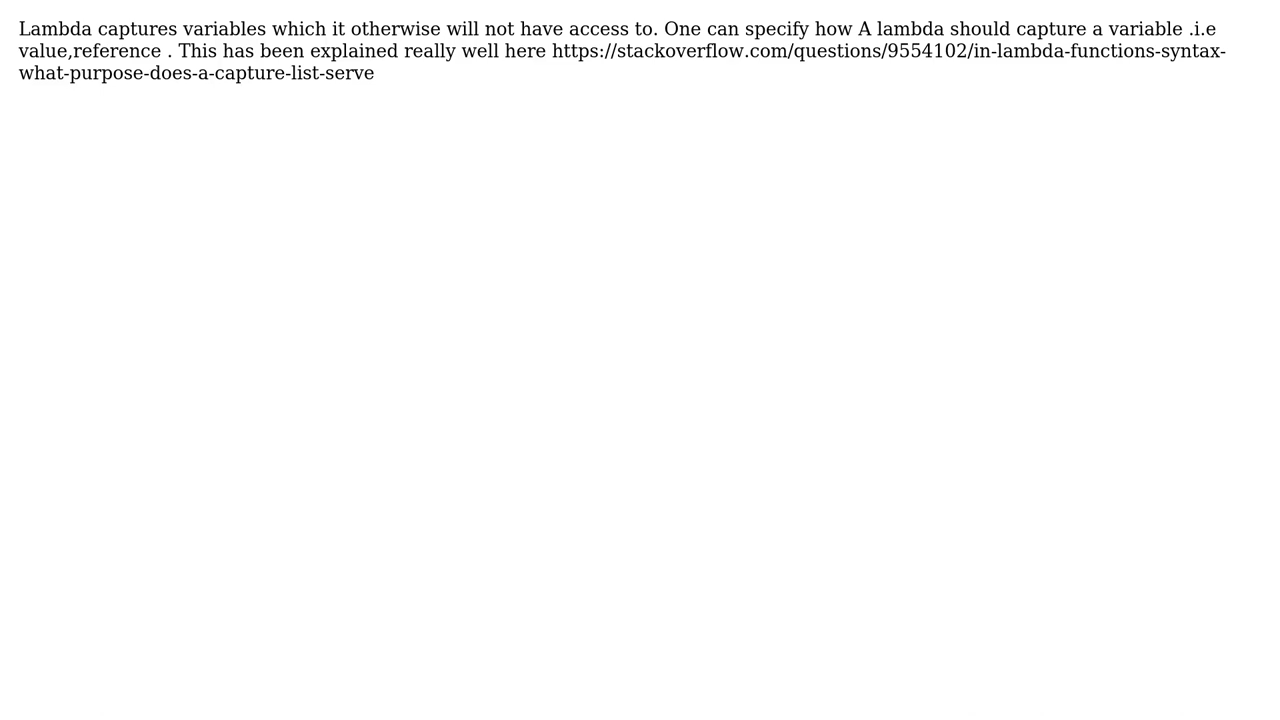 Lambda captures variables which it otherwise will not have access to. One can specify how A lambda should capture a variable .i.e
value,reference . This has been explained really well here https://stackoverflow.com/questions/9554102/in-lambda-functions-syntax-
what-purpose-does-a-capture-list-serve